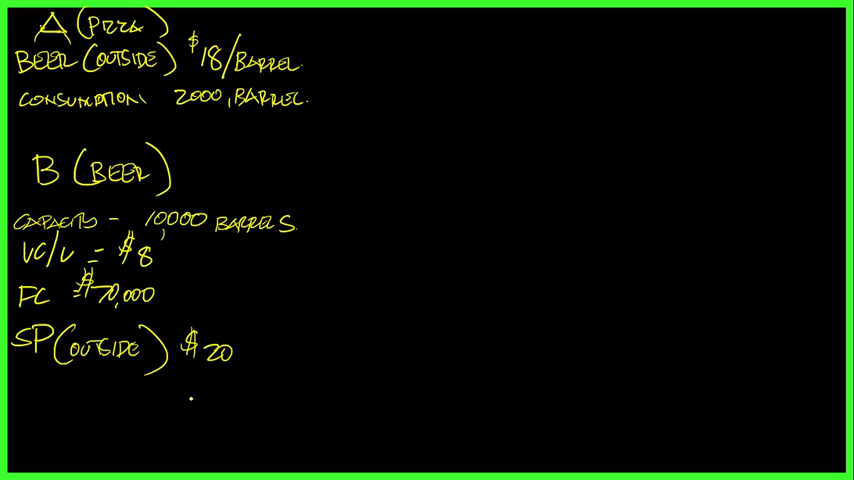 A (PIZZA)
BEER (OUTSIDE) $18/BARREL.
CONSUMPTION 2000, BARREL.
B (BEER)
CAPACITY = 10,000 BARRELS.
VC/U = $8
FC = $70,000
SP (OUTSIDE) $20